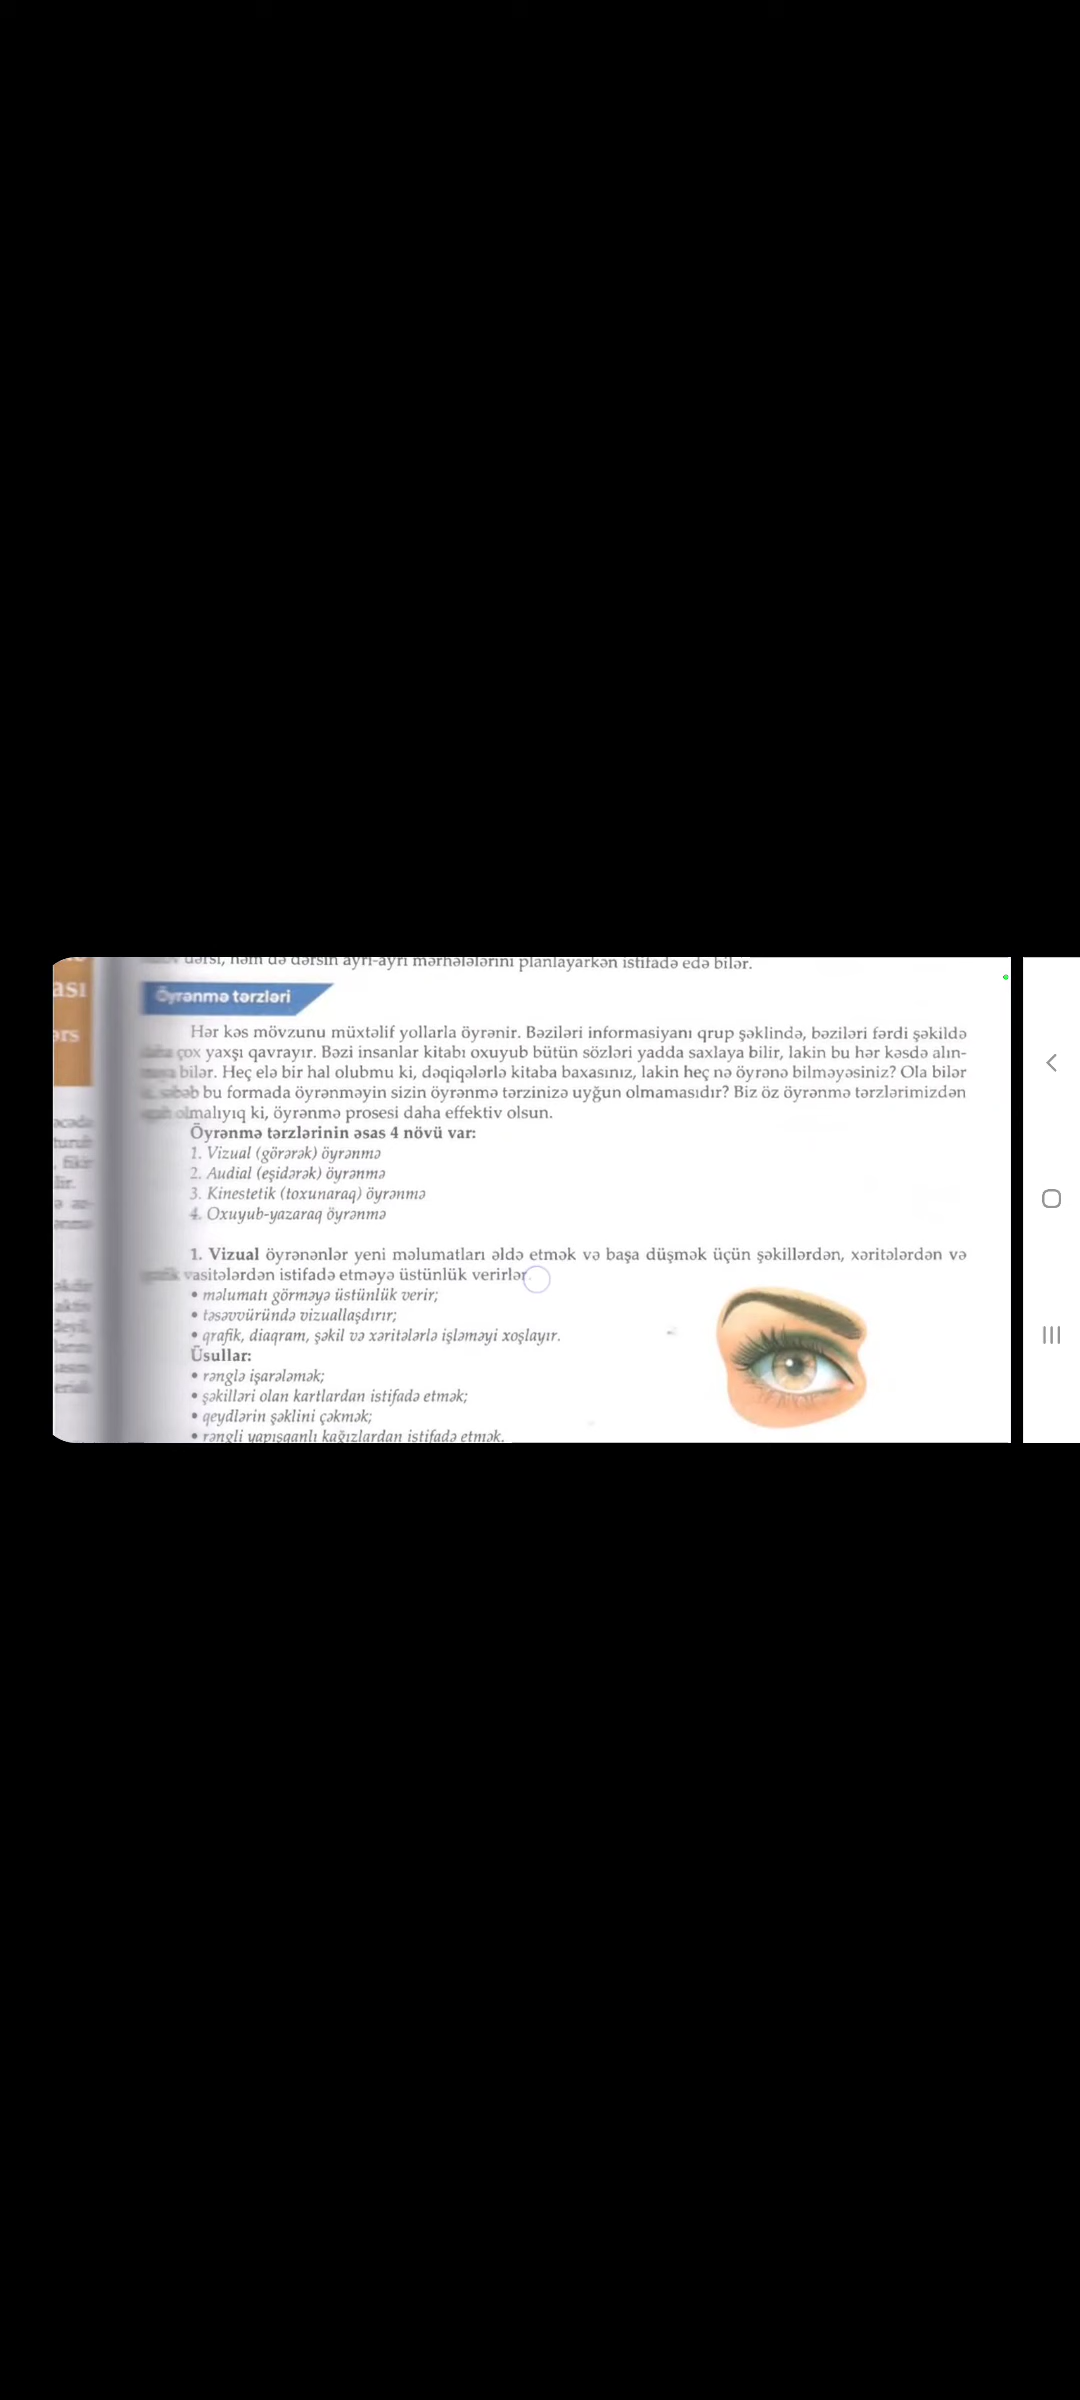 dərsi, həm də dərsin ayrı-ayrı mərhələlərini planlayarkən istifadə edə bilər.
ası
ərs
Öyrənmə tərzləri
Hər kəs mövzunu müxtəlif yollarla öyrənir. Bəziləri informasiyanı qrup şəklində, bəziləri fərdi şəkildə
çox yaxşı qavrayır. Bəzi insanlar kitabı oxuyub bütün sözləri yadda saxlaya bilir, lakin bu hər kəsdə alın-
bilər. Heç elə bir hal olubmu ki, dəqiqələrlə kitaba baxasınız, lakin heç nə öyrənə bilməyəsiniz? Ola bilər
səbəb bu formada öyrənməyin sizin öyrənmə tərzinizə uyğun olmamasıdır? Biz öz öyrənmə tərzlərimizdən
olmalıyıq ki, öyrənmə prosesi daha effektiv olsun.
Öyrənmə tərzlərinin əsas 4 növü var:
1. Vizual (görərək) öyrənmə
2. Audial (eşidərək) öyrənmə
3. Kinestetik (toxunaraq) öyrənmə
4. Oxuyub-yazaraq öyrənmə
1. Vizual öyrənənlər yeni məlumatları əldə etmək və başa düşmək üçün şəkillərdən, xəritələrdən və
vasitələrdən istifadə etməyə üstünlük verirlər.
• məlumatı görməyə üstünlük verir;
• təsəvvüründə vizuallaşdırır;
• qrafik, diaqram, şəkil və xəritələrlə işləməyi xoşlayır.
Üsullar:
• rənglə işarələmək;
• şəkilləri olan kartlardan istifadə etmək;
• qeydlərin şəklini çəkmək;
• rəngli yapışqanlı kağızlardan istifadə etmək.